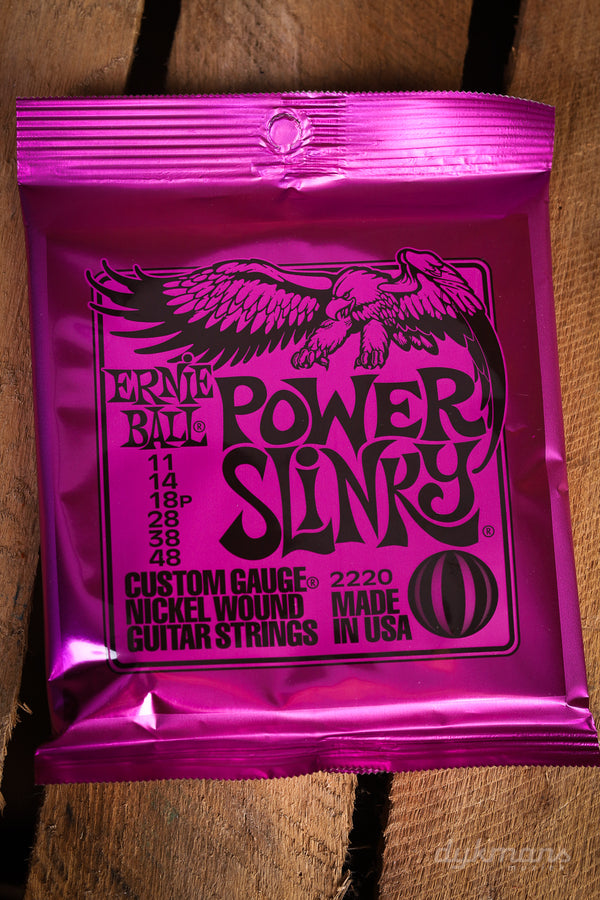 ERNiE
BALL®
POWER
SLiNKY®
11
14
18P
28
38
48
CUSTOM GAUGE®
NICKEL WOUND
GUITAR STRINGS
2220
MADE
IN USA
dykmans